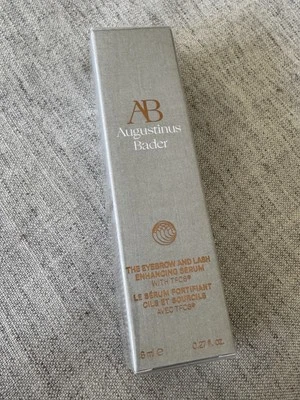 AB
Augustinus
Bader
THE EYEBROW AND LASH
ENHANCING SERUM
WITH TFC8®
LE SÉRUM FORTIFIANT
CILS ET SOURCILS
AVEC TFC8®
8 ml ℮ 0.27 fl. oz.